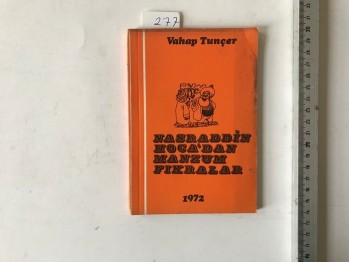 277
Vahap Tunçer
NASRADDİN
HOCA'DAN
MANZUM
FIKRALAR
1972